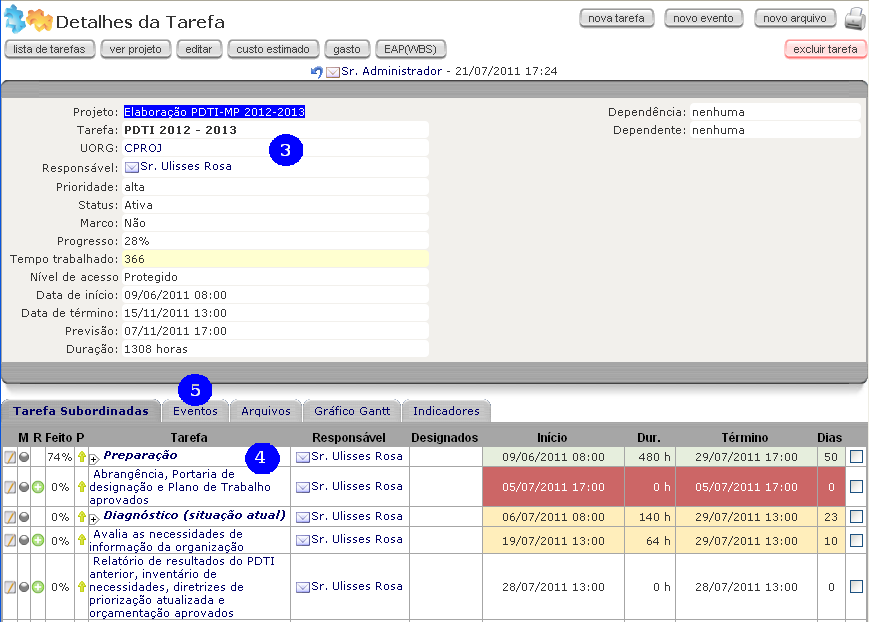 Detalhes da Tarefa
nova tarefa novo evento novo arquivo
lista de tarefas ver projeto editar custo estimado gasto EAP(WBS) excluir tarefa
Sr. Administrador - 21/07/2011 17:24
Projeto: Elaboração PDTI-MP 2012-2013 Dependência: nenhuma
Tarefa: PDTI 2012 - 2013 Dependente: nenhuma
UORG: CPROJ
3
Responsável: Sr. Ulisses Rosa
Prioridade: alta
Status: Ativa
Marco: Não
Progresso: 28%
Tempo trabalhado: 366
Nível de acesso Protegido
Data de início: 09/06/2011 08:00
Data de término: 15/11/2011 13:00
Previsão: 07/11/2011 17:00
Duração: 1308 horas
5
Tarefa Subordinadas Eventos Arquivos Gráfico Gantt Indicadores
M R Feito P Tarefa Responsável Designados Início Dur. Término Dias
74% Preparação 4 Sr. Ulisses Rosa 09/06/2011 08:00 480 h 29/07/2011 17:00 50
Abrangência, Portaria de
0% designação e Plano de Trabalho Sr. Ulisses Rosa 05/07/2011 17:00 0 h 05/07/2011 17:00 0
aprovados
0% Diagnóstico (situação atual) Sr. Ulisses Rosa 06/07/2011 08:00 140 h 29/07/2011 13:00 23
Avalia as necessidades de
0% informação da organização Sr. Ulisses Rosa 19/07/2011 13:00 64 h 29/07/2011 13:00 10
Relatório de resultados do PDTI
anterior, inventário de
0% necessidades, diretrizes de Sr. Ulisses Rosa 28/07/2011 13:00 0 h 28/07/2011 13:00 0
priorização atualizada e
orçamentação aprovados